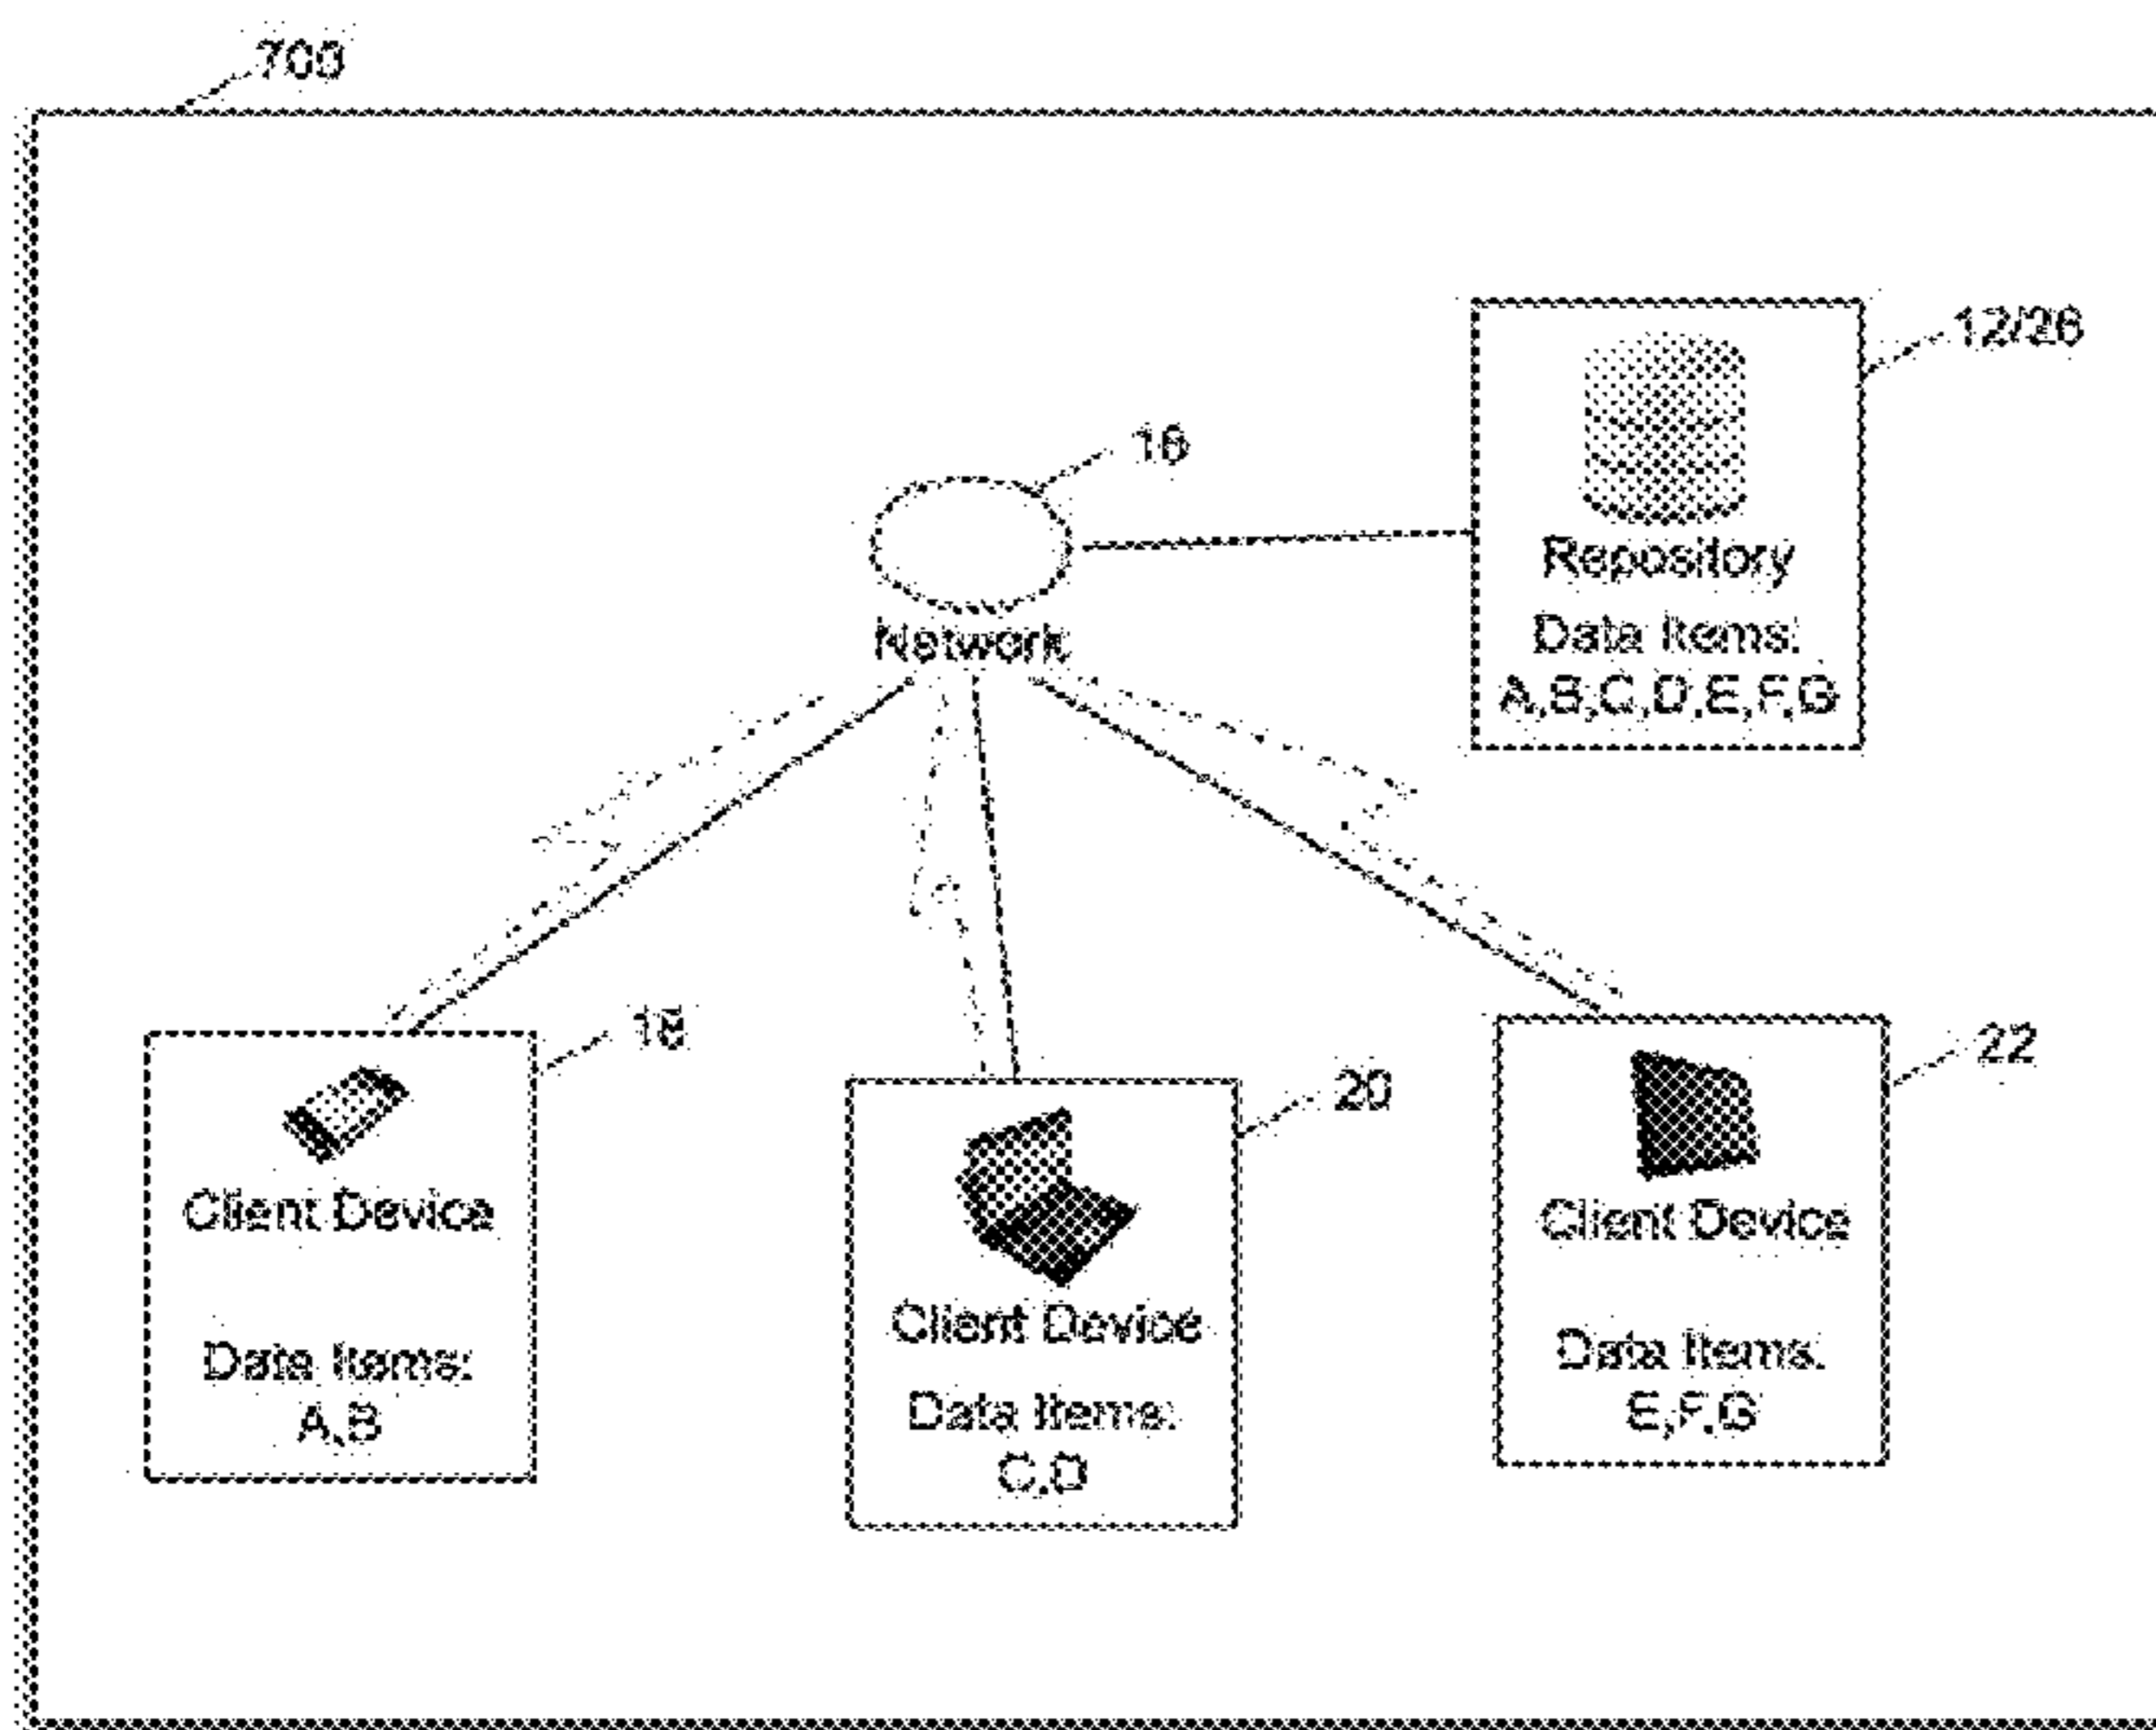 700
12/26
16
Repository
Data Items:
A,B,C,D,E,F,G
Network
18
20
22
Client Device
Data Items:
A,B
Client Device
Data Items:
C,D
Client Device
Data Items:
E,F,G